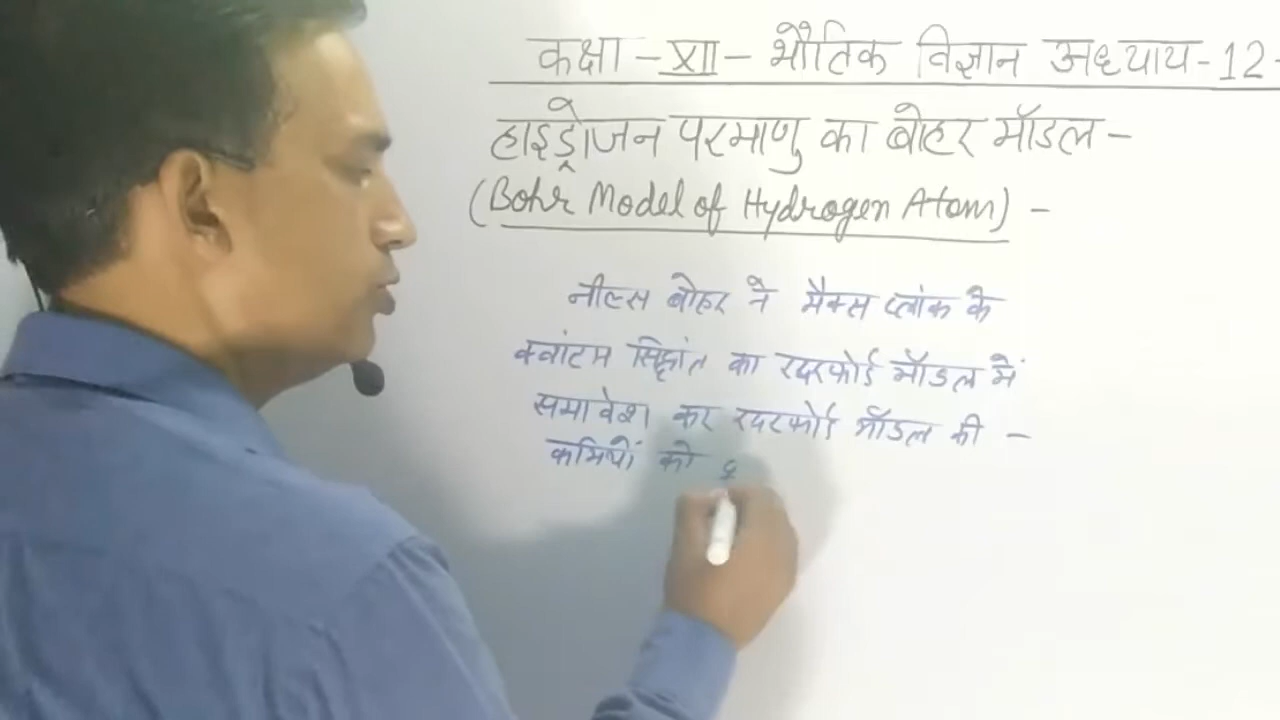 कक्षा - XII - भौतिक विज्ञान अध्याय - 12 -
हाइड्रोजन परमाणु का बोहर मॉडल -
(Bohr Model of Hydrogen Atom) -
नील्स बोहर ने मैक्स प्लांक के
क्वांटम सिद्धांत का रदरफोर्ड मॉडल में
समावेश कर रदरफोर्ड मॉडल की -
कमियों को